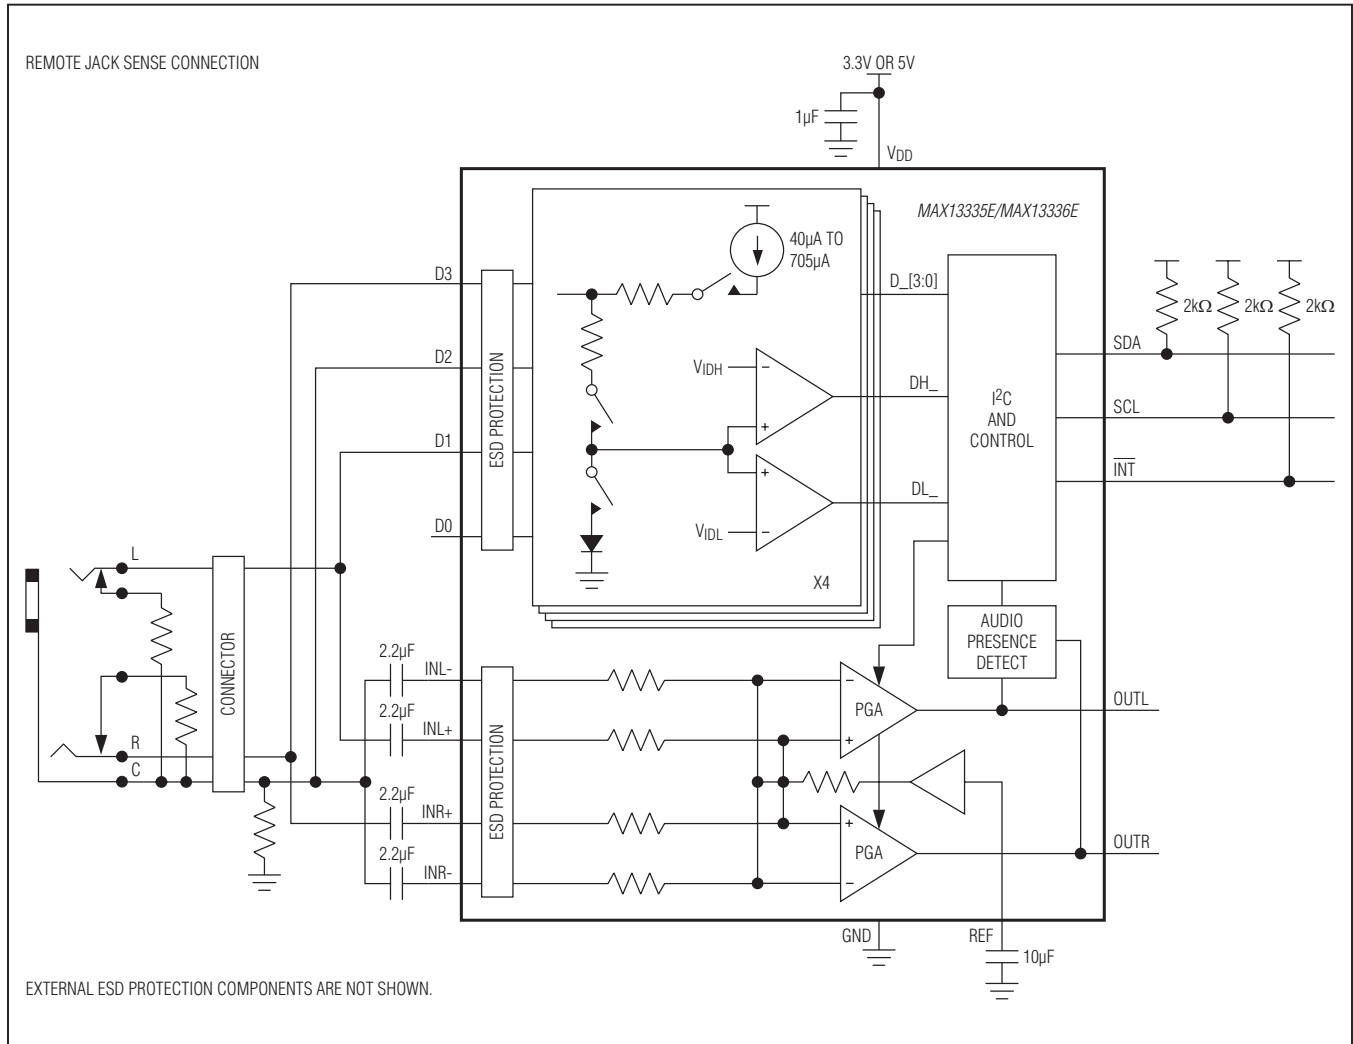 REMOTE JACK SENSE CONNECTION
3.3V OR 5V
1µF
VDD
MAX13335E/MAX13336E
40µA TO
705µA
D3
D_[3:0]
2kΩ
2kΩ
2kΩ
SDA
D2
VIDH
−
+
DH_
ESD PROTECTION
I2C
AND
CONTROL
SCL
D1
INT
+
−
DL_
D0
VIDL
X4
L
CONNECTOR
R
C
AUDIO
PRESENCE
DETECT
2.2µF
INL-
2.2µF
INL+
ESD PROTECTION
−
PGA
+
OUTL
2.2µF
INR+
2.2µF
INR-
+
PGA
−
OUTR
GND
REF
10µF
EXTERNAL ESD PROTECTION COMPONENTS ARE NOT SHOWN.